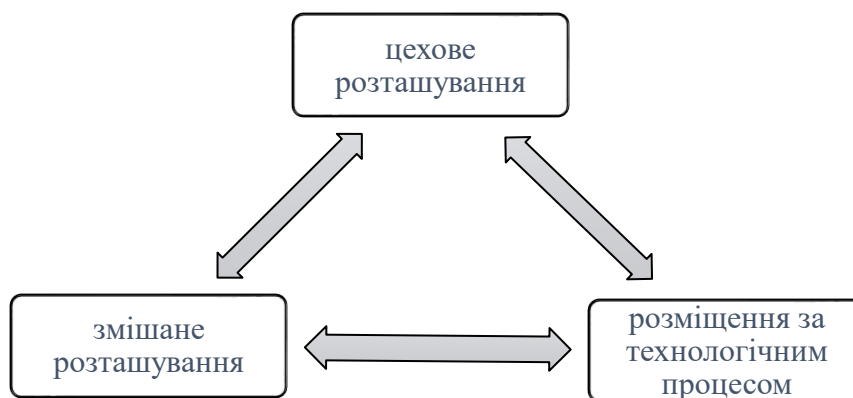 цехове
розташування
змішане
розташування
розміщення за
технологічним
процесом